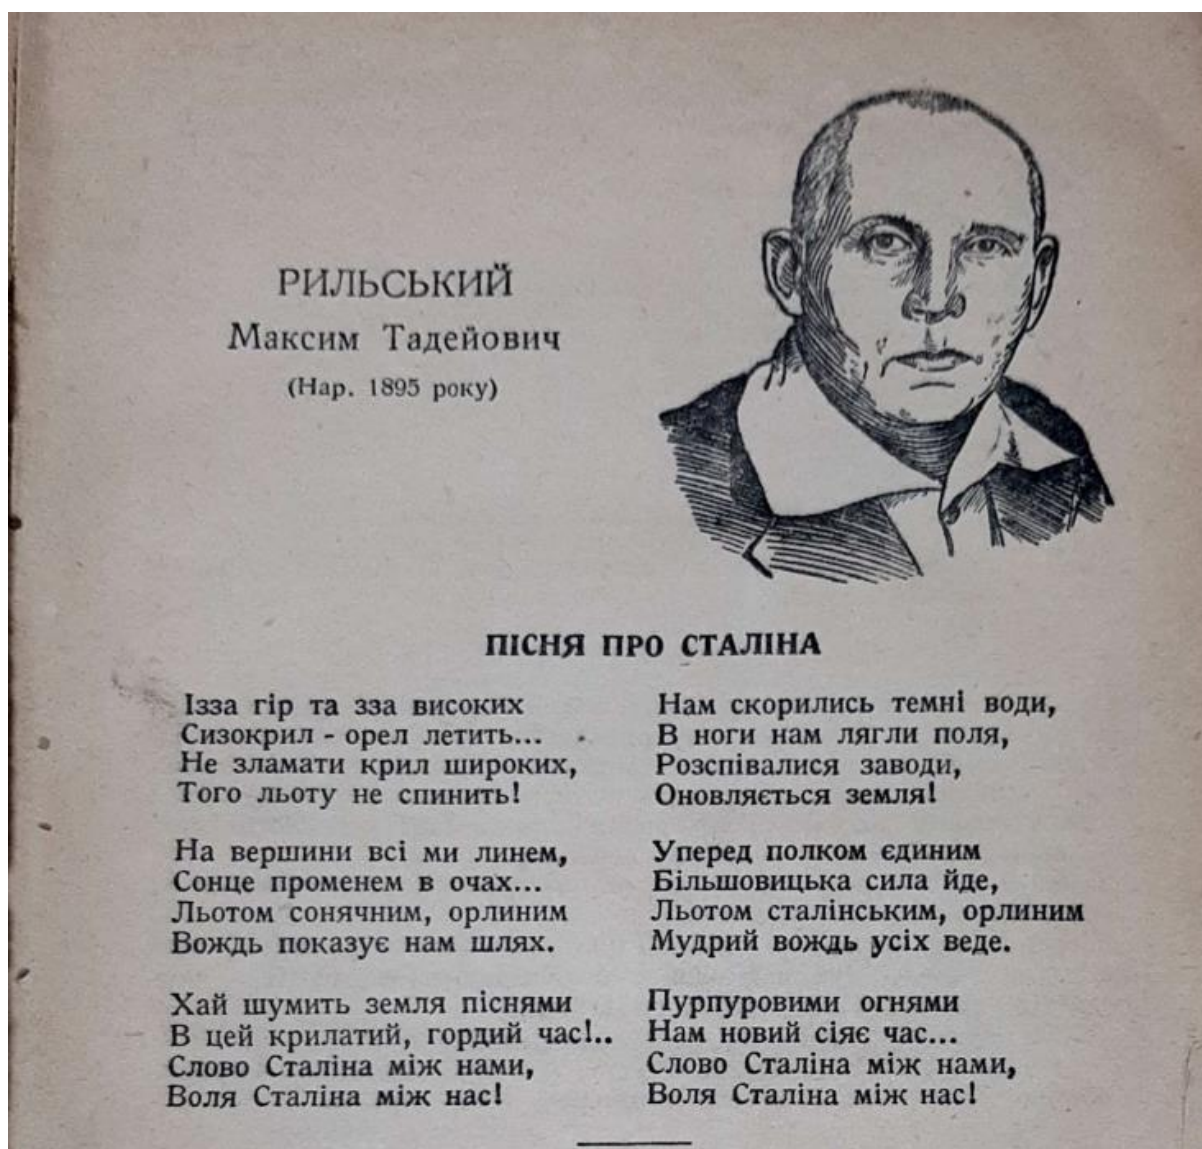 РИЛЬСЬКИЙ
Максим Тадейович
(Нар. 1895 року)
ПІСНЯ ПРО СТАЛІНА
Ізза гір та зза високих
Сизокрил - орел летить...
Не зламати крил широких,
Того льоту не спинить!
На вершини всі ми линем,
Сонце променем в очах...
Льотом сонячним, орлиним
Вождь показує нам шлях.
Хай шумить земля піснями
В цей крилатий, гордий час!..
Слово Сталіна між нами,
Воля Сталіна між нас!
Нам скорились темні води,
В ноги нам лягли поля,
Розспівалися заводи,
Оновляється земля!
Уперед полком єдиним
Більшовицька сила йде,
Льотом сталінським, орлиним
Мудрий вождь усіх веде.
Пурпуровими огнями
Нам новий сіяє час...
Слово Сталіна між нами,
Воля Сталіна між нас!